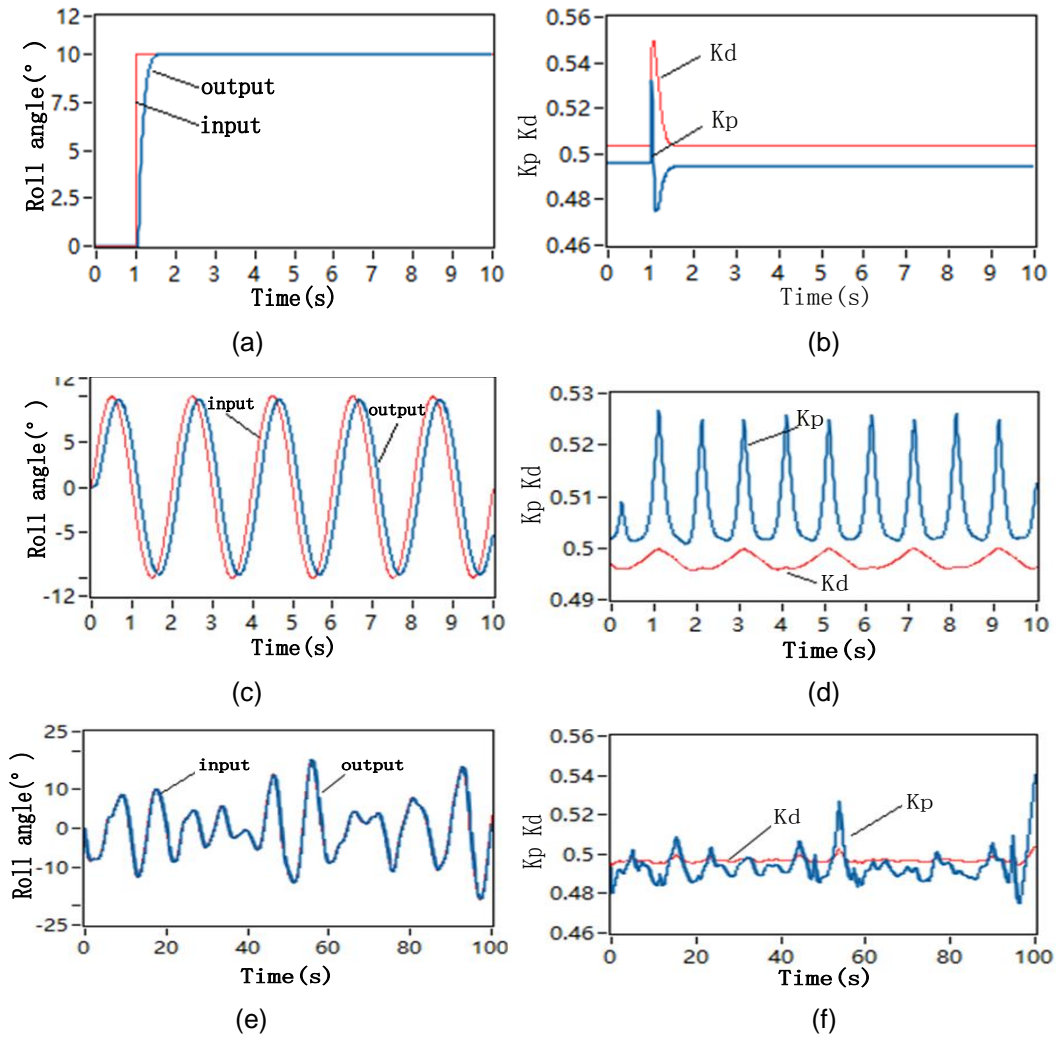 12
10
7.5
5
2.5
0
Roll angle(°)
output
input
0 1 2 3 4 5 6 7 8 9 10
Time(s)
(a)
0.56
0.54
0.52
0.5
0.48
0.46
Kp Kd
Kd
Kp
0 1 2 3 4 5 6 7 8 9 10
Time(s)
(b)
12
5
0
-5
-12
Roll angle(°)
input
output
0 1 2 3 4 5 6 7 8 9 10
Time(s)
(c)
0.53
0.52
0.51
0.5
0.49
Kp Kd
Kp
Kd
0 1 2 3 4 5 6 7 8 9 10
Time(s)
(d)
25
10
0
-10
-25
Roll angle(°)
input
output
0 20 40 60 80 100
Time(s)
(e)
0.56
0.54
0.52
0.5
0.48
0.46
Kp Kd
Kd
Kp
0 20 40 60 80 100
Time(s)
(f)